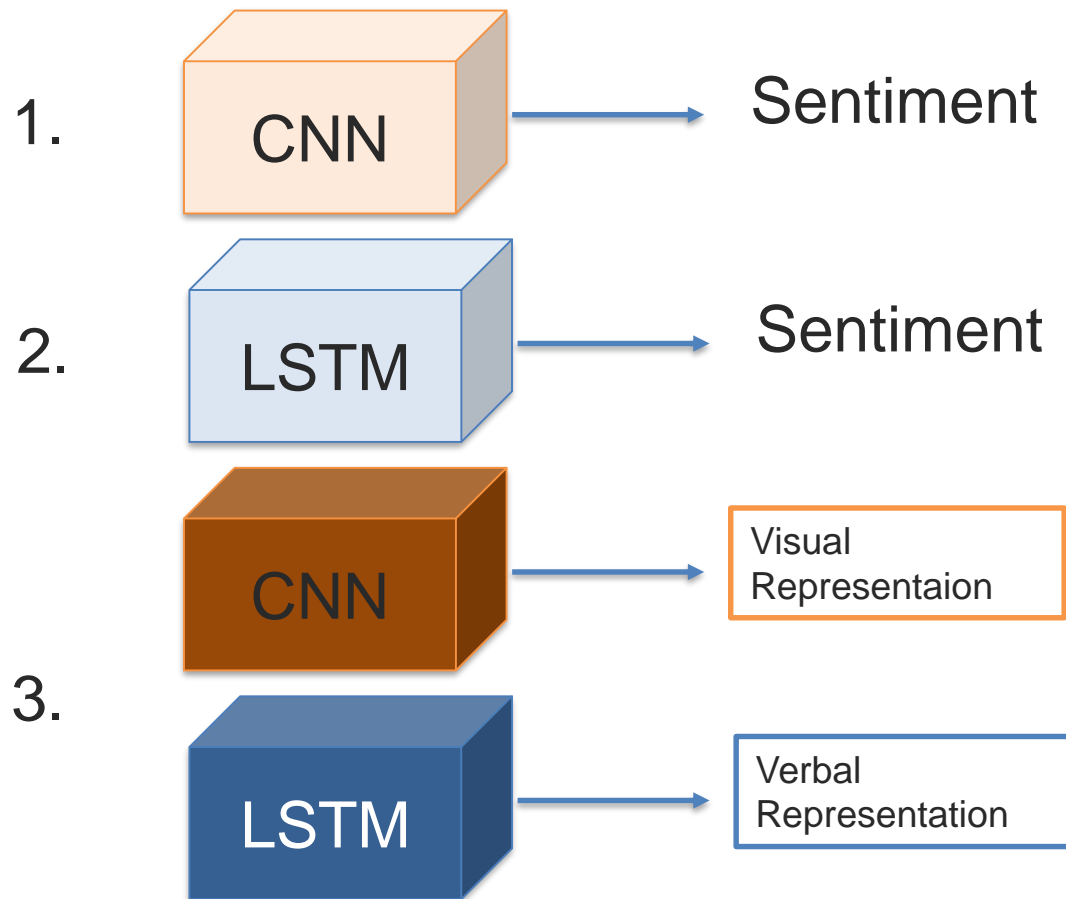 1.
CNN
Sentiment
2.
LSTM
Sentiment
3.
CNN
Visual
Representaion
LSTM
Verbal
Representation